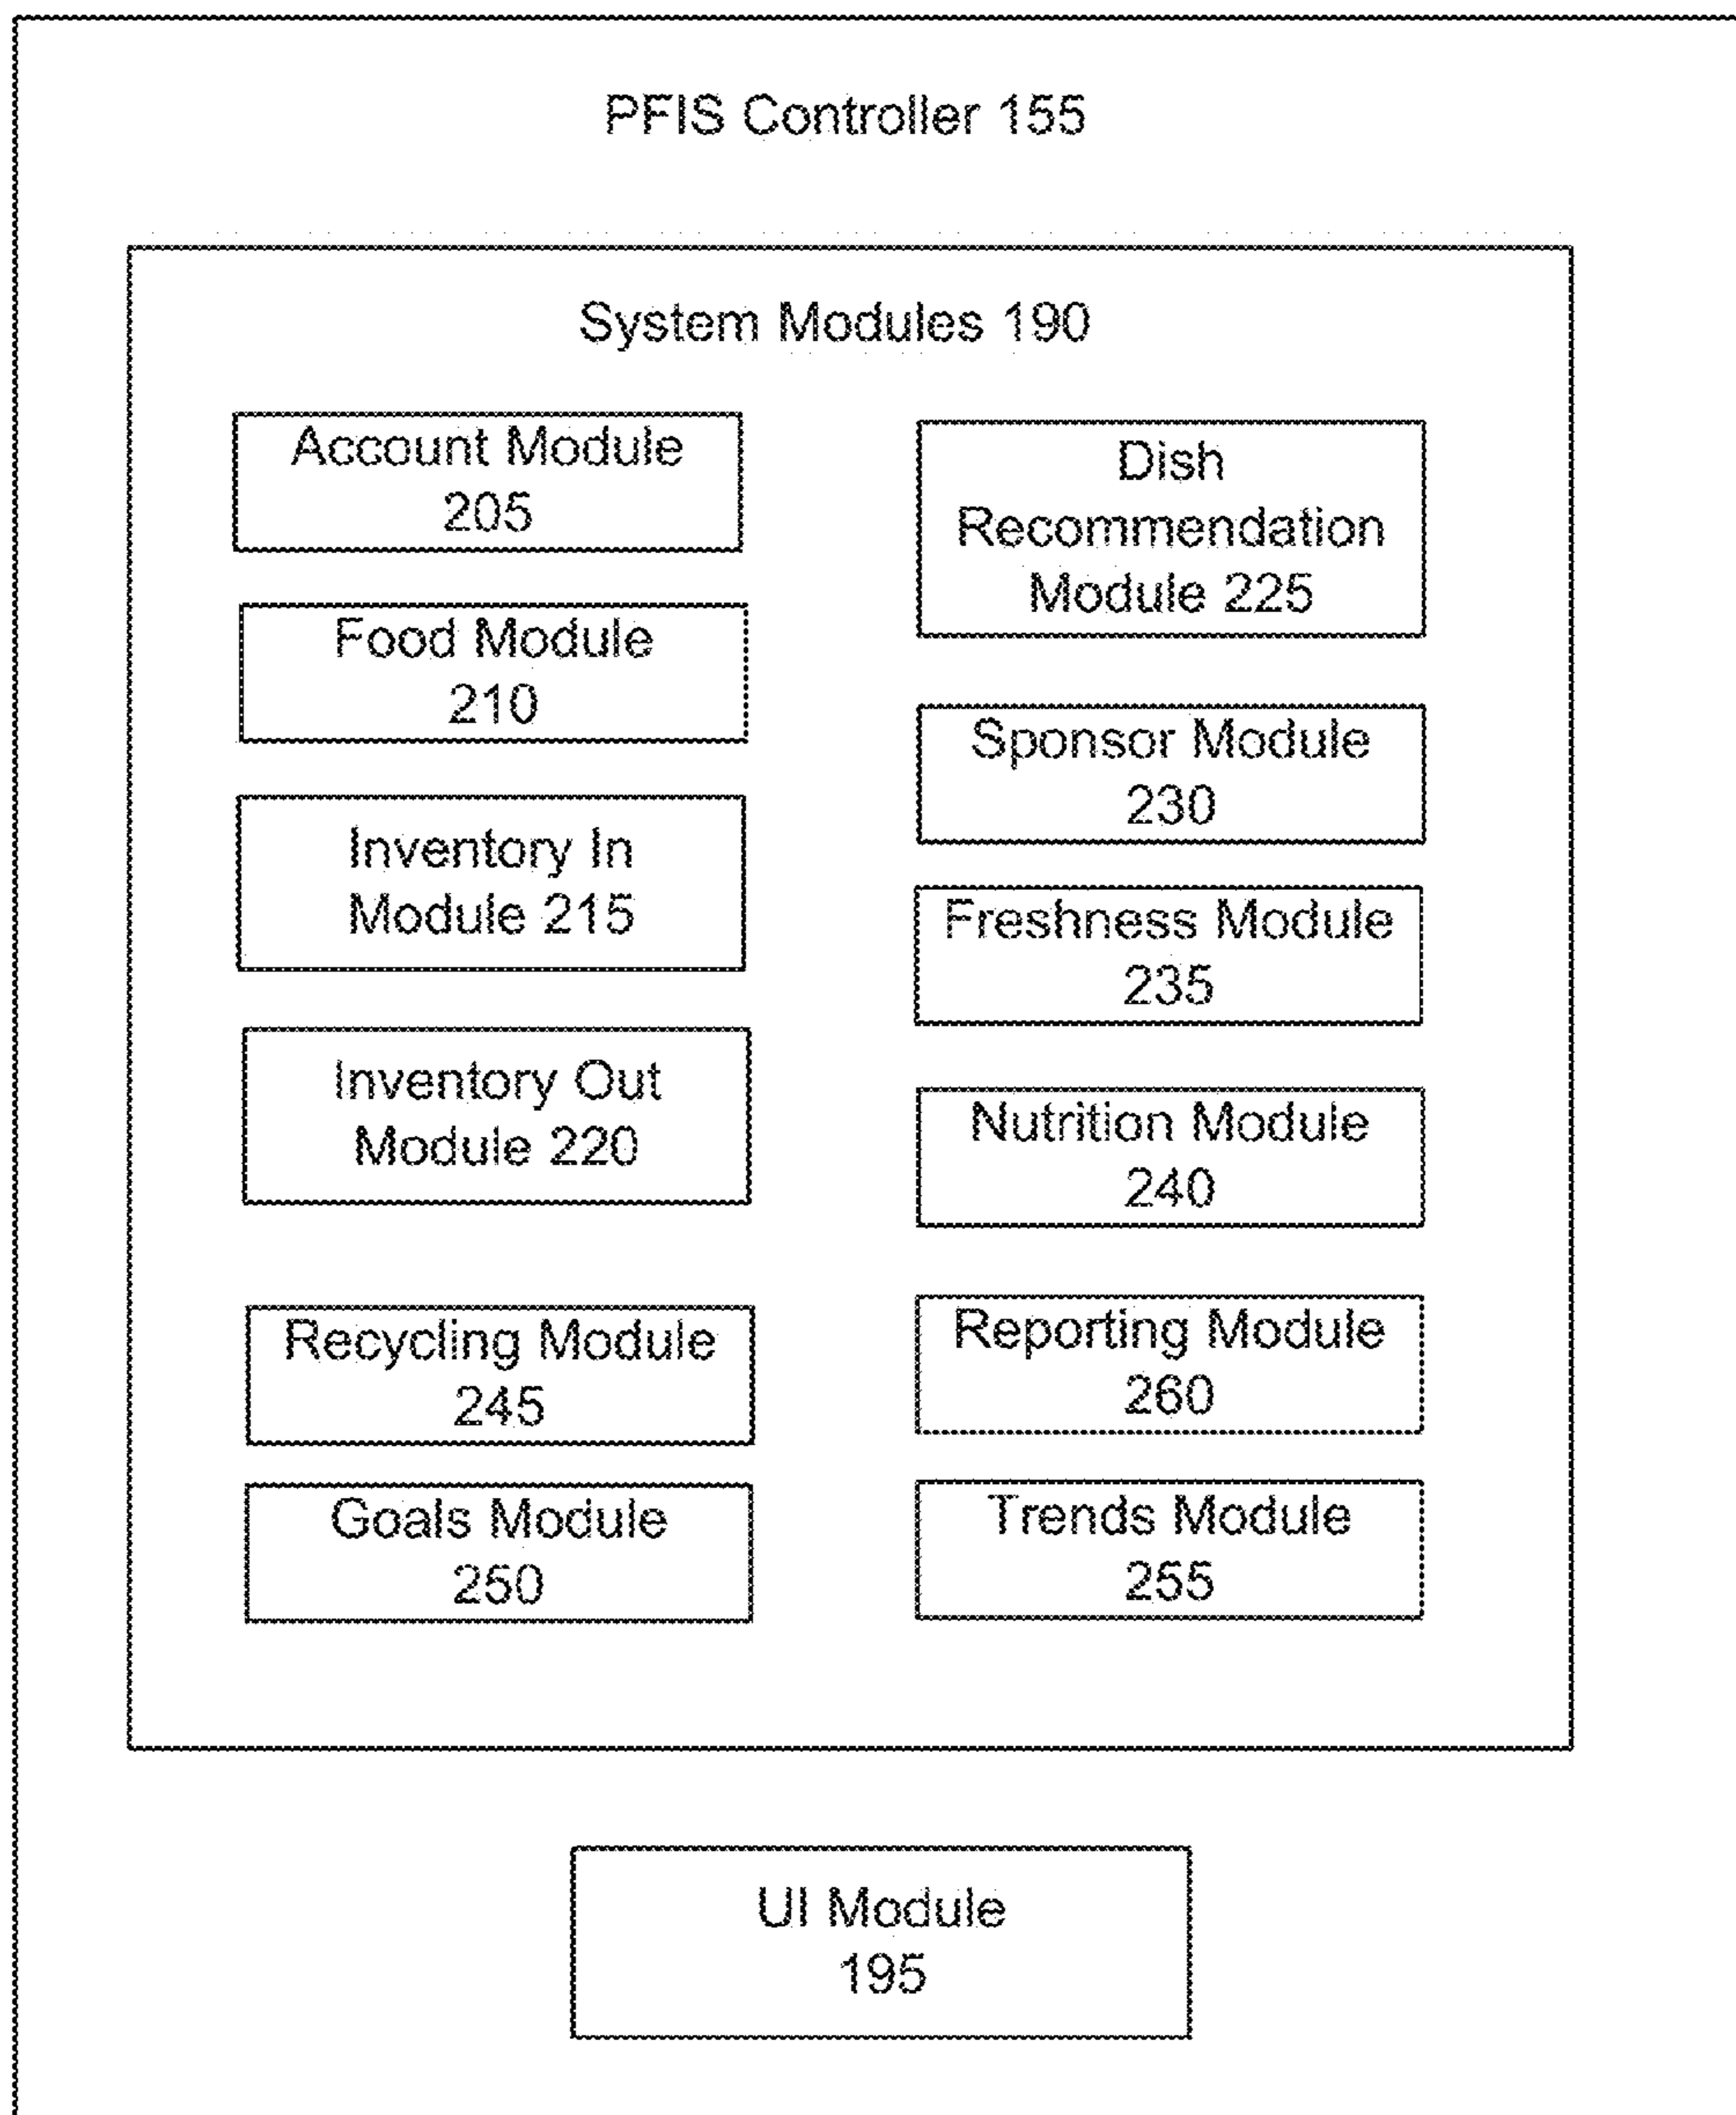 PFIS Controller 155
System Modules 190
Account Module
205
Food Module
210
Inventory In
Module 215
Inventory Out
Module 220
Recycling Module
245
Goals Module
250
Dish
Recommendation
Module 225
Sponsor Module
230
Freshness Module
235
Nutrition Module
240
Reporting Module
260
Trends Module
255
UI Module
195